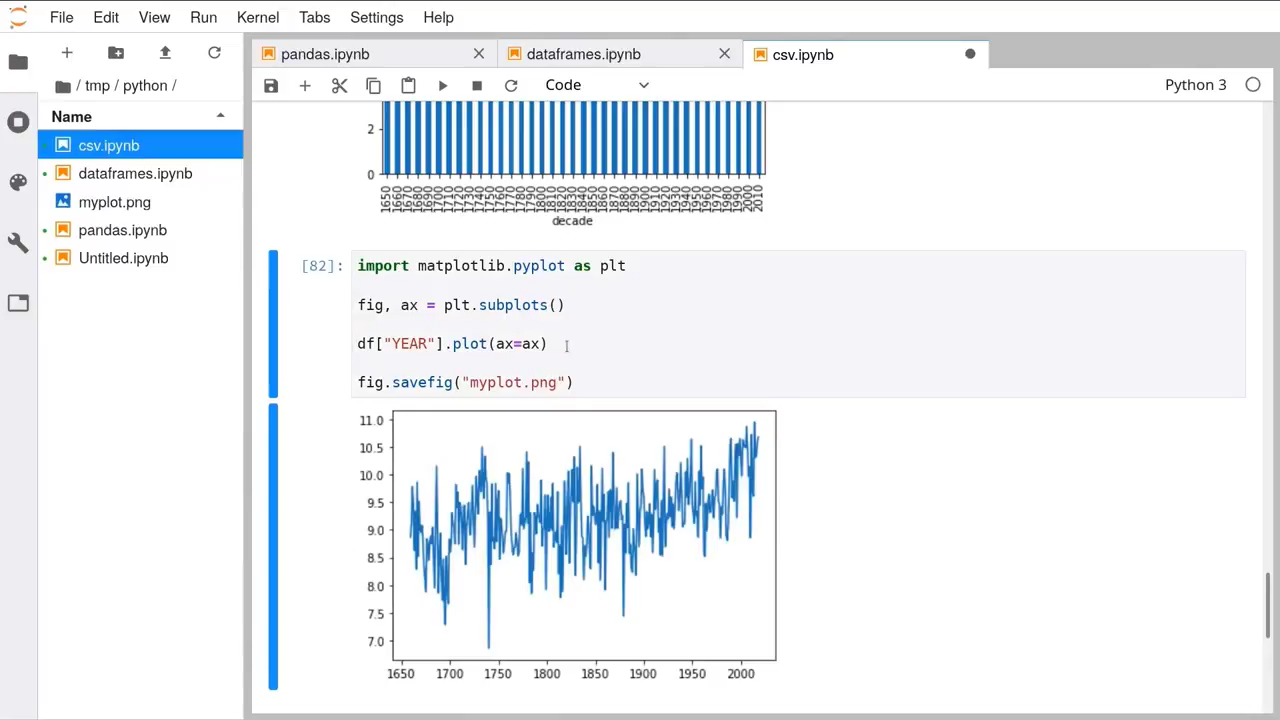 File Edit View Run Kernel Tabs Settings Help
pandas.ipynb dataframes.ipynb csv.ipynb
/ tmp / python /
Code Python 3
Name
csv.ipynb
dataframes.ipynb
myplot.png
pandas.ipynb
Untitled.ipynb
2
0
1650 1660 1670 1680 1690 1700 1710 1720 1730 1740 1750 1760 1770 1780 1790 1800 1810 1820 1830 1840 1850 1860 1870 1880 1890 1900 1910 1920 1930 1940 1950 1960 1970 1980 1990 2000 2010
decade
[82]: import matplotlib.pyplot as plt
fig, ax = plt.subplots()
df["YEAR"].plot(ax=ax)
fig.savefig("myplot.png")
11.0
10.5
10.0
9.5
9.0
8.5
8.0
7.5
7.0
1650 1700 1750 1800 1850 1900 1950 2000